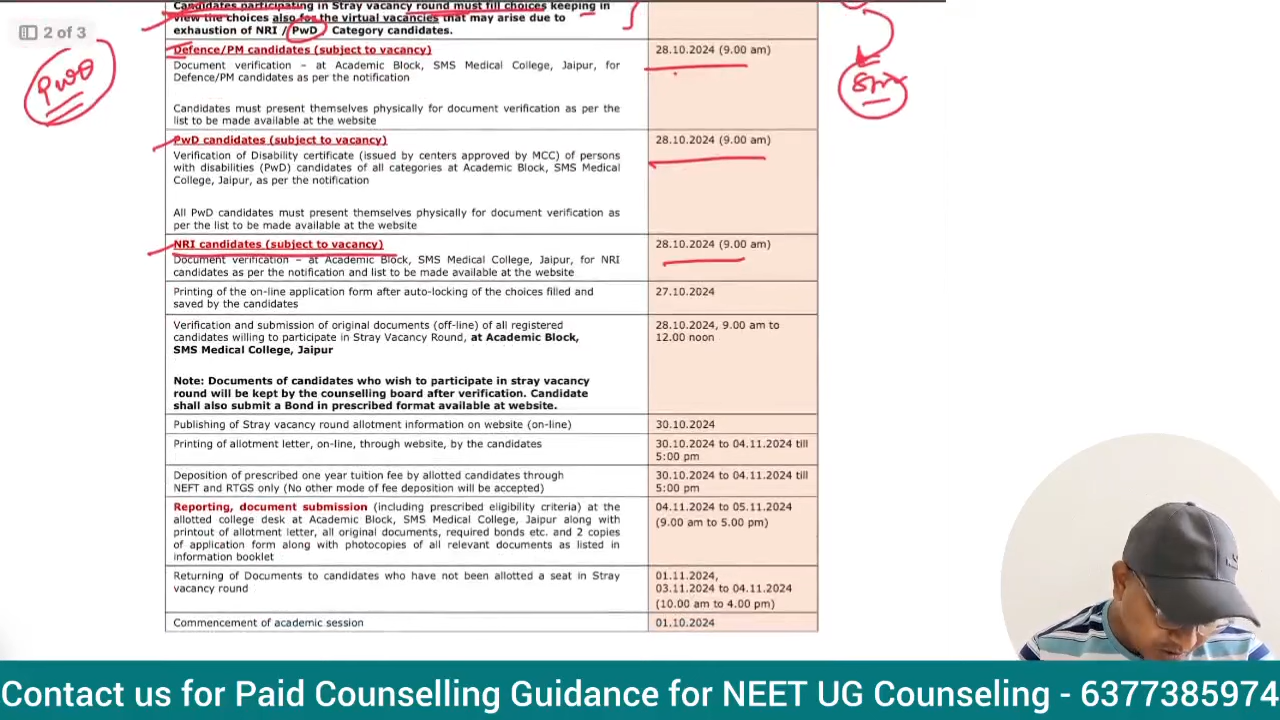 Candidates participating in Stray vacancy round must fill choices keeping in
view the choices also for the virtual vacancies that may arise due to
exhaustion of NRI / PwD Category candidates.
2 of 3
PWD
Defence/PM candidates (subject to vacancy)
28.10.2024 (9.00 am)
Document verification – at Academic Block, SMS Medical College, Jaipur, for
Defence/PM candidates as per the notification
Candidates must present themselves physically for document verification as per the
list to be made available at the website
PwD candidates (subject to vacancy)
28.10.2024 (9.00 am)
Verification of Disability certificate (issued by centers approved by MCC) of persons
with disabilities (PwD) candidates of all categories at Academic Block, SMS Medical
College, Jaipur, as per the notification
All PwD candidates must present themselves physically for document verification as
per the list to be made available at the website
NRI candidates (subject to vacancy)
28.10.2024 (9.00 am)
Document verification – at Academic Block, SMS Medical College, Jaipur, for NRI
candidates as per the notification and list to be made available at the website
Printing of the on-line application form after auto-locking of the choices filled and
saved by the candidates
27.10.2024
Verification and submission of original documents (off-line) of all registered
candidates willing to participate in Stray Vacancy Round, at Academic Block,
SMS Medical College, Jaipur
28.10.2024, 9.00 am to
12.00 noon
Note: Documents of candidates who wish to participate in stray vacancy
round will be kept by the counselling board after verification. Candidate
shall also submit a Bond in prescribed format available at website.
Publishing of Stray vacancy round allotment information on website (on-line)
30.10.2024
Printing of allotment letter, on-line, through website, by the candidates
30.10.2024 to 04.11.2024 till
5:00 pm
Deposition of prescribed one year tuition fee by allotted candidates through
NEFT and RTGS only (No other mode of fee deposition will be accepted)
30.10.2024 to 04.11.2024 till
5:00 pm
Reporting, document submission (including prescribed eligibility criteria) at the
allotted college desk at Academic Block, SMS Medical College, Jaipur along with
printout of allotment letter, all original documents, required bonds etc. and 2 copies
of application form along with photocopies of all relevant documents as listed in
information booklet
04.11.2024 to 05.11.2024
(9.00 am to 5.00 pm)
Returning of Documents to candidates who have not been allotted a seat in Stray
vacancy round
01.11.2024,
03.11.2024 to 04.11.2024
(10.00 am to 4.00 pm)
Commencement of academic session
01.10.2024
Contact us for Paid Counselling Guidance for NEET UG Counseling - 6377385974